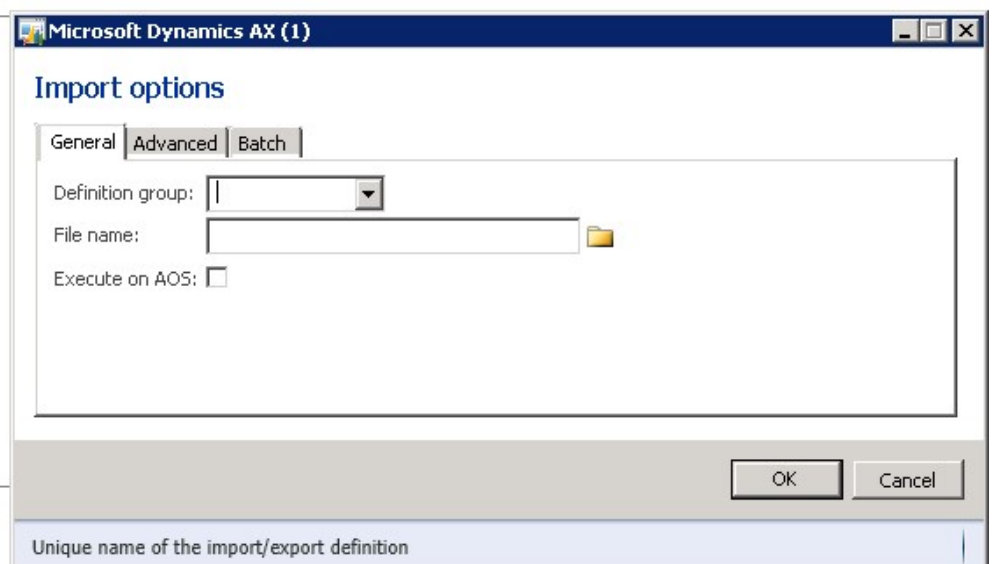 Microsoft Dynamics AX (1)
Import options
General Advanced Batch
Definition group:
File name:
Execute on AOS:
OK Cancel
Unique name of the import/export definition